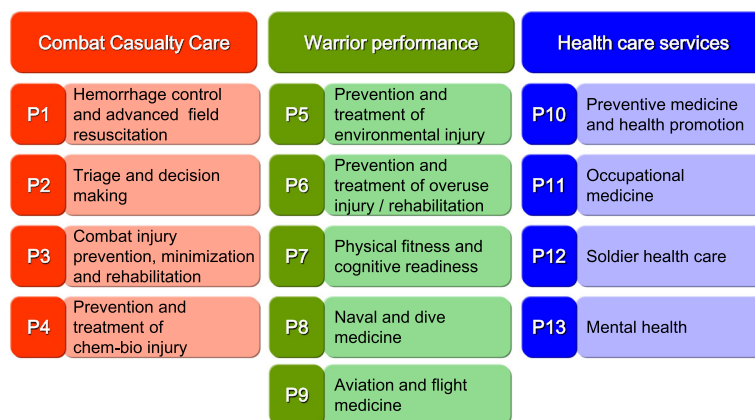 Combat Casualty Care
P1
Hemorrhage control
and advanced field
resuscitation
P2
Triage and decision
making
P3
Combat injury
prevention, minimization
and rehabilitation
P4
Prevention and
treatment of
chem-bio injury
Warrior performance
P5
Prevention and
treatment of
environmental injury
P6
Prevention and
treatment of overuse
injury / rehabilitation
P7
Physical fitness and
cognitive readiness
P8
Naval and dive
medicine
P9
Aviation and flight
medicine
Health care services
P10
Preventive medicine
and health promotion
P11
Occupational
medicine
P12
Soldier health care
P13
Mental health